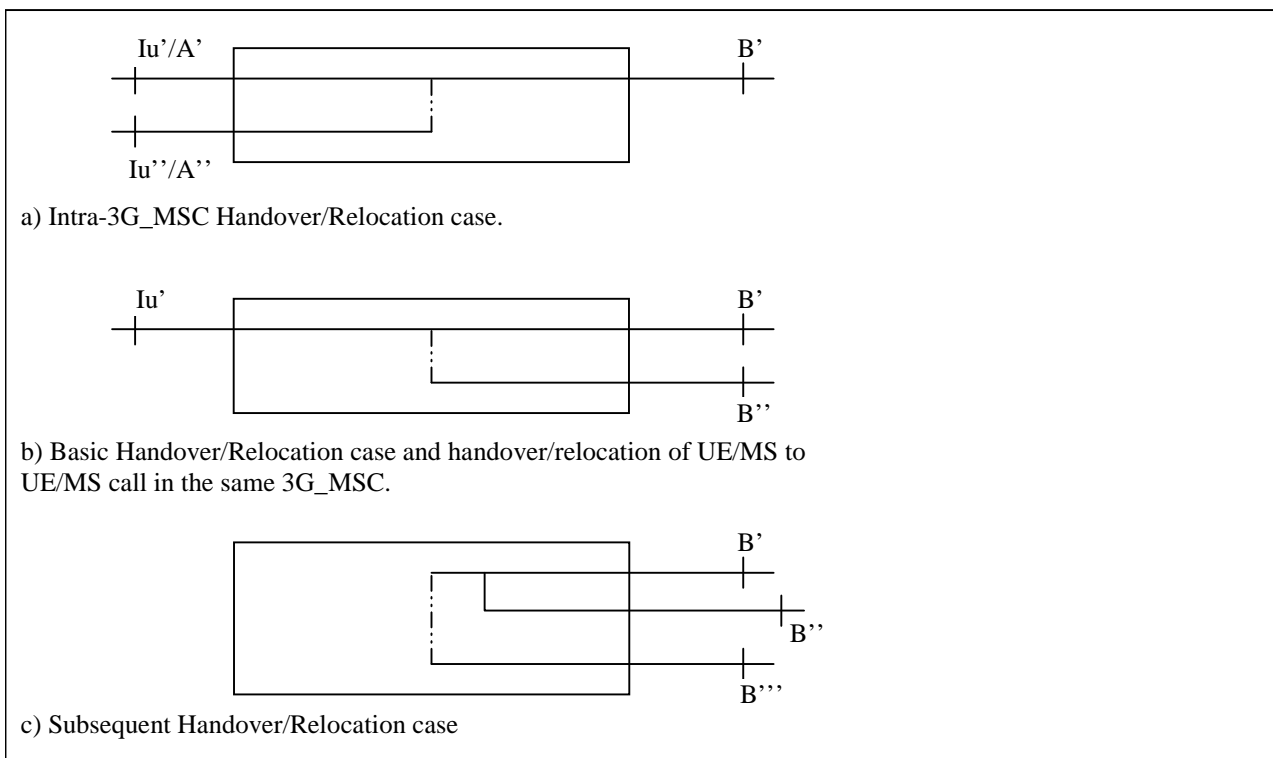 Iu’/A’
B’
Iu’’/A’’
a) Intra-3G_MSC Handover/Relocation case.
Iu’
B’
B’’
b) Basic Handover/Relocation case and handover/relocation of UE/MS to
UE/MS call in the same 3G_MSC.
B’
B’’
B’’’
c) Subsequent Handover/Relocation case